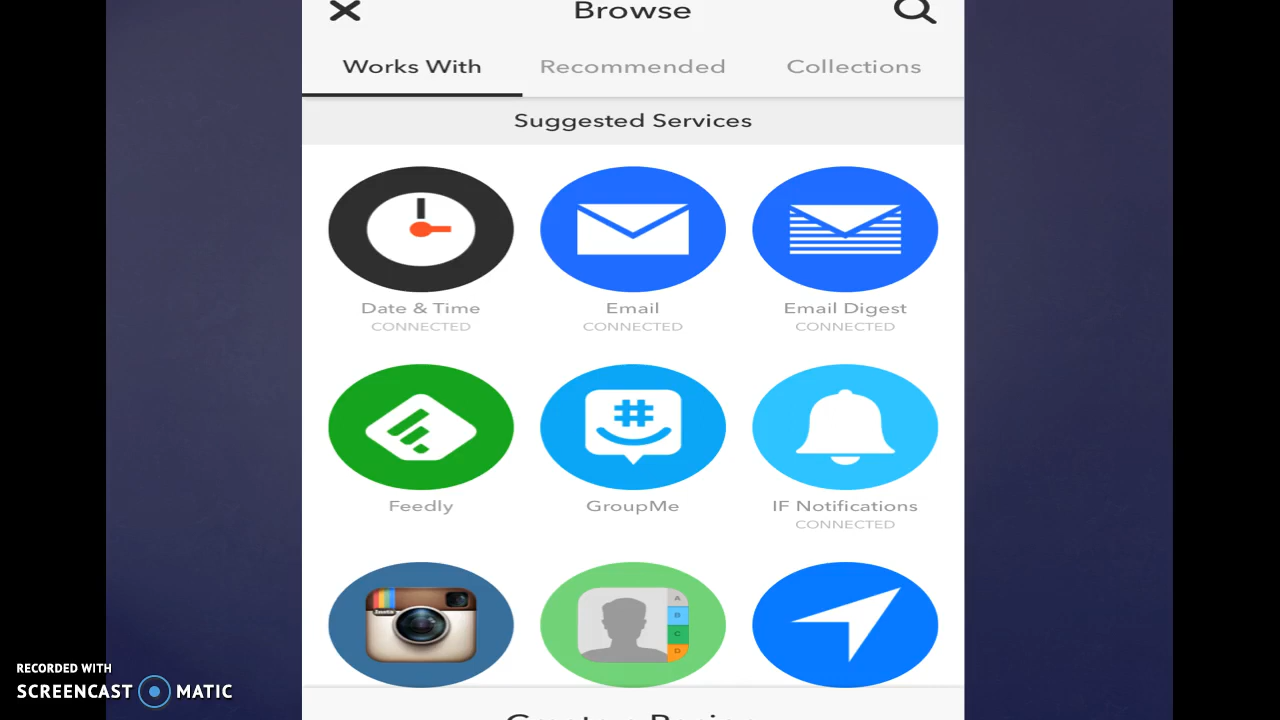 Browse
Works With Recommended Collections
Suggested Services
Date & Time Email Email Digest
CONNECTED CONNECTED CONNECTED
#
Feedly GroupMe IF Notifications
CONNECTED
A
B
C
D
RECORDED WITH
SCREENCAST MATIC